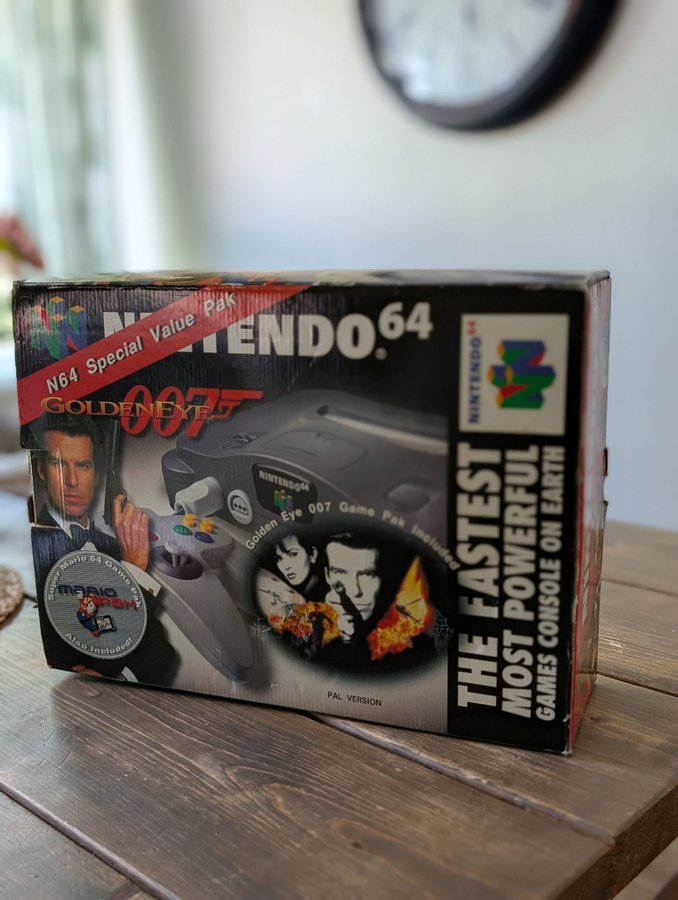 NINTENDO64
N64 Special Value Pak
GOLDENEYE 007
NINTENDO64
Golden Eye 007 Game Pak Included
Super Mario 64 Game Pak
MARIO
Also Included!
PAL VERSION
NINTENDO64
THE FASTEST
MOST POWERFUL
GAMES CONSOLE ON EARTH